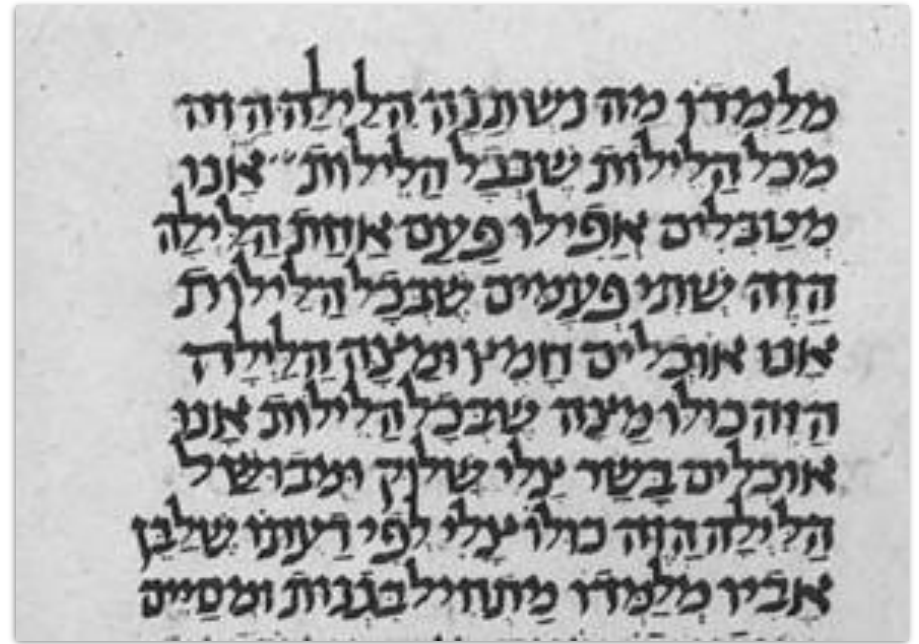 מלמדו מה נשתנה הלילה הזה
מכל הלילות שבכל הלילות ״ אנו
מטבלים אפילו פעם אחת הלילה
הזה שתי פעמים שבכל הלילות
אנו אוכלים חמץ ומצה הלילה
הזה כולו מצה שבכל הלילות אנו
אוכלים בשר צלי שלוק ומבושל
הלילה הזה כולו צלי לפי דעתו שלבן
אביו מלמדו מתחיל בגנות ומסיים